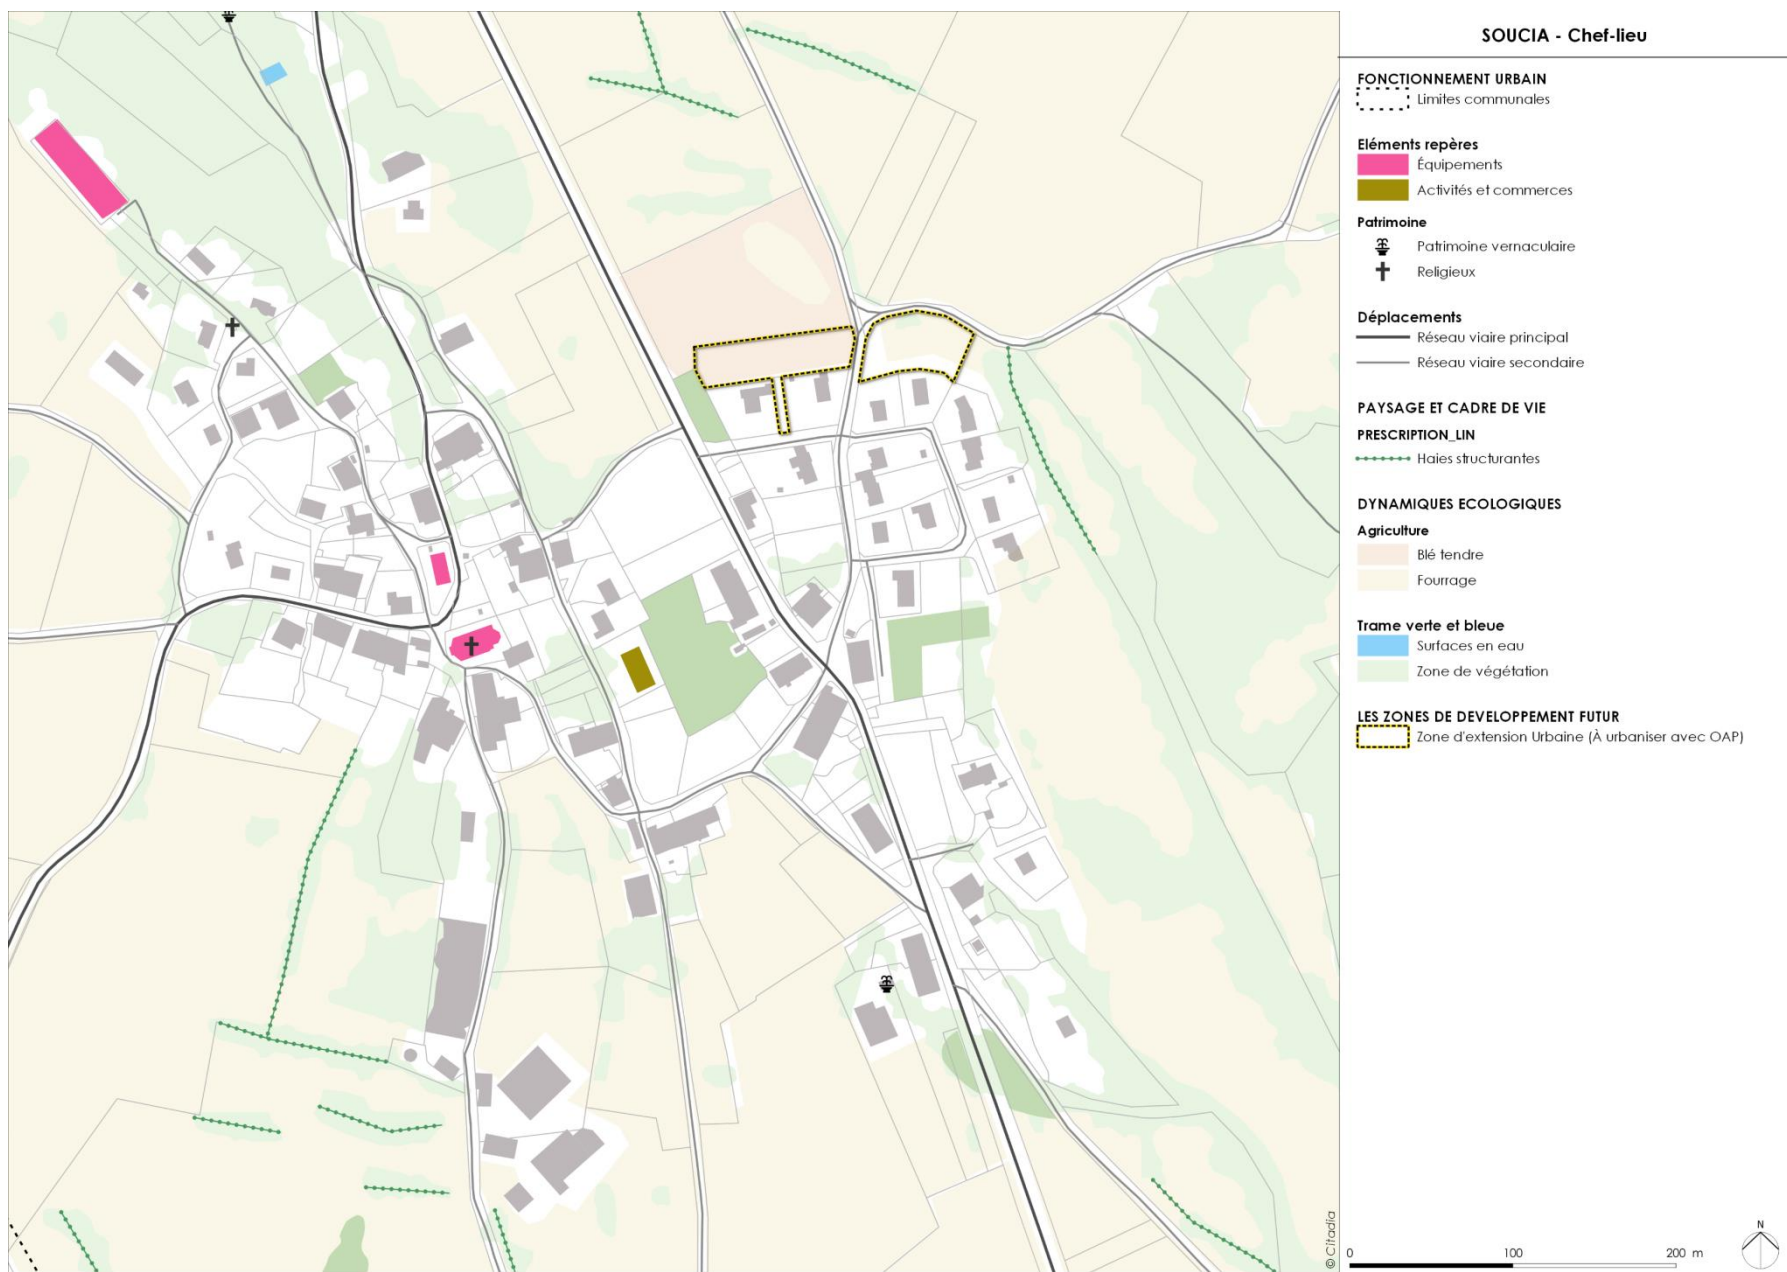 SOUCIA - Chef-lieu
FONCTIONNEMENT URBAIN
Limites communales
Eléments repères
Équipements
Activités et commerces
Patrimoine
Patrimoine vernaculaire
Religieux
Déplacements
Réseau viaire principal
Réseau viaire secondaire
PAYSAGE ET CADRE DE VIE
PRESCRIPTION_LIN
Haies structurantes
DYNAMIQUES ECOLOGIQUES
Agriculture
Blé tendre
Fourrage
Trame verte et bleue
Surfaces en eau
Zone de végétation
LES ZONES DE DEVELOPPEMENT FUTUR
Zone d'extension Urbaine (À urbaniser avec OAP)
© Citadia
N
0 100 200 m